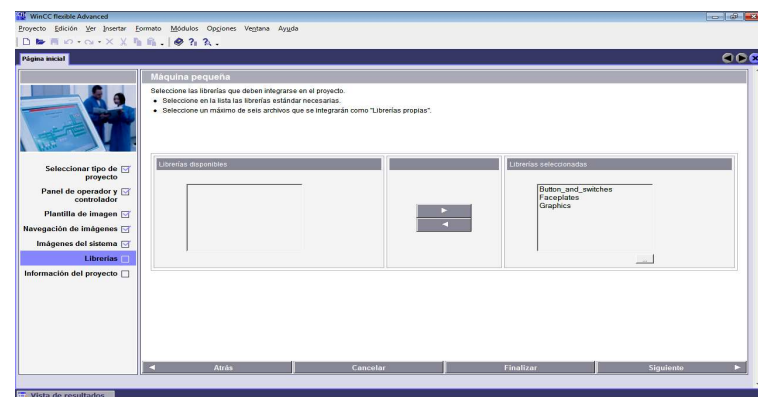 WinCC flexible Advanced
Proyecto Edición Ver Insertar Formato Módulos Opciones Ventana Ayuda
Página inicial
Máquina pequeña
Seleccione las librerías que deben integrarse en el proyecto.
• Seleccione en la lista las librerías estándar necesarias.
• Seleccione un máximo de seis archivos que se integrarán como "Librerías propias".
Seleccionar tipo de
proyecto
Panel de operador y
controlador
Plantilla de imagen
Navegación de imágenes
Imágenes del sistema
Librerías
Información del proyecto
Librerías disponibles
Librerías seleccionadas
Button_and_switches
Faceplates
Graphics
...
Atrás Cancelar Finalizar Siguiente
Vista de resultados